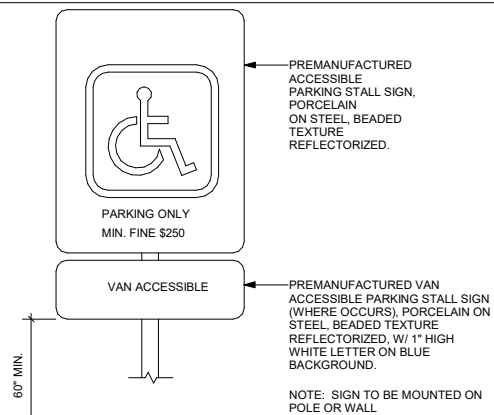 PREMANUFACTURED
ACCESSIBLE
PARKING STALL SIGN,
PORCELAIN
ON STEEL, BEADED
TEXTURE
REFLECTORIZED.
PARKING ONLY
MIN. FINE $250
VAN ACCESSIBLE
PREMANUFACTURED VAN
ACCESSIBLE PARKING STALL SIGN
(WHERE OCCURS), PORCELAIN ON
STEEL, BEADED TEXTURE
REFLECTORIZED, W/ 1" HIGH
WHITE LETTER ON BLUE
BACKGROUND.
60" MIN.
NOTE: SIGN TO BE MOUNTED ON
POLE OR WALL